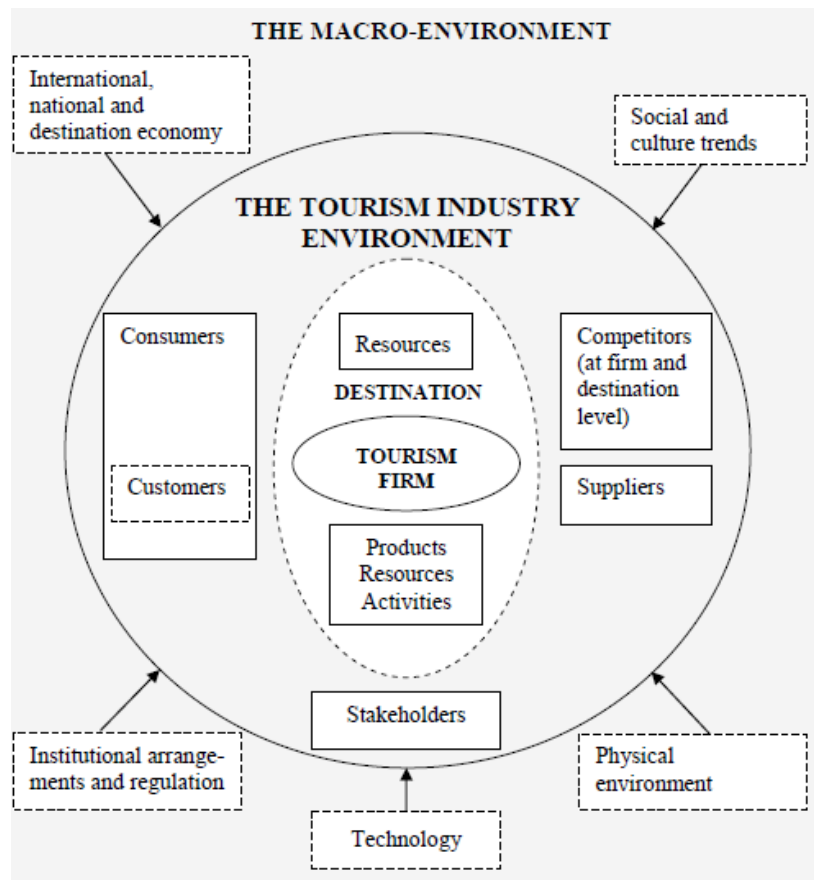 THE MACRO-ENVIRONMENT
International,
national and
destination economy
Social and
culture trends
THE TOURISM INDUSTRY
ENVIRONMENT
Consumers
Customers
Resources
DESTINATION
TOURISM
FIRM
Products
Resources
Activities
Competitors
(at firm and
destination
level)
Suppliers
Stakeholders
Institutional arrange-
ments and regulation
Technology
Physical
environment